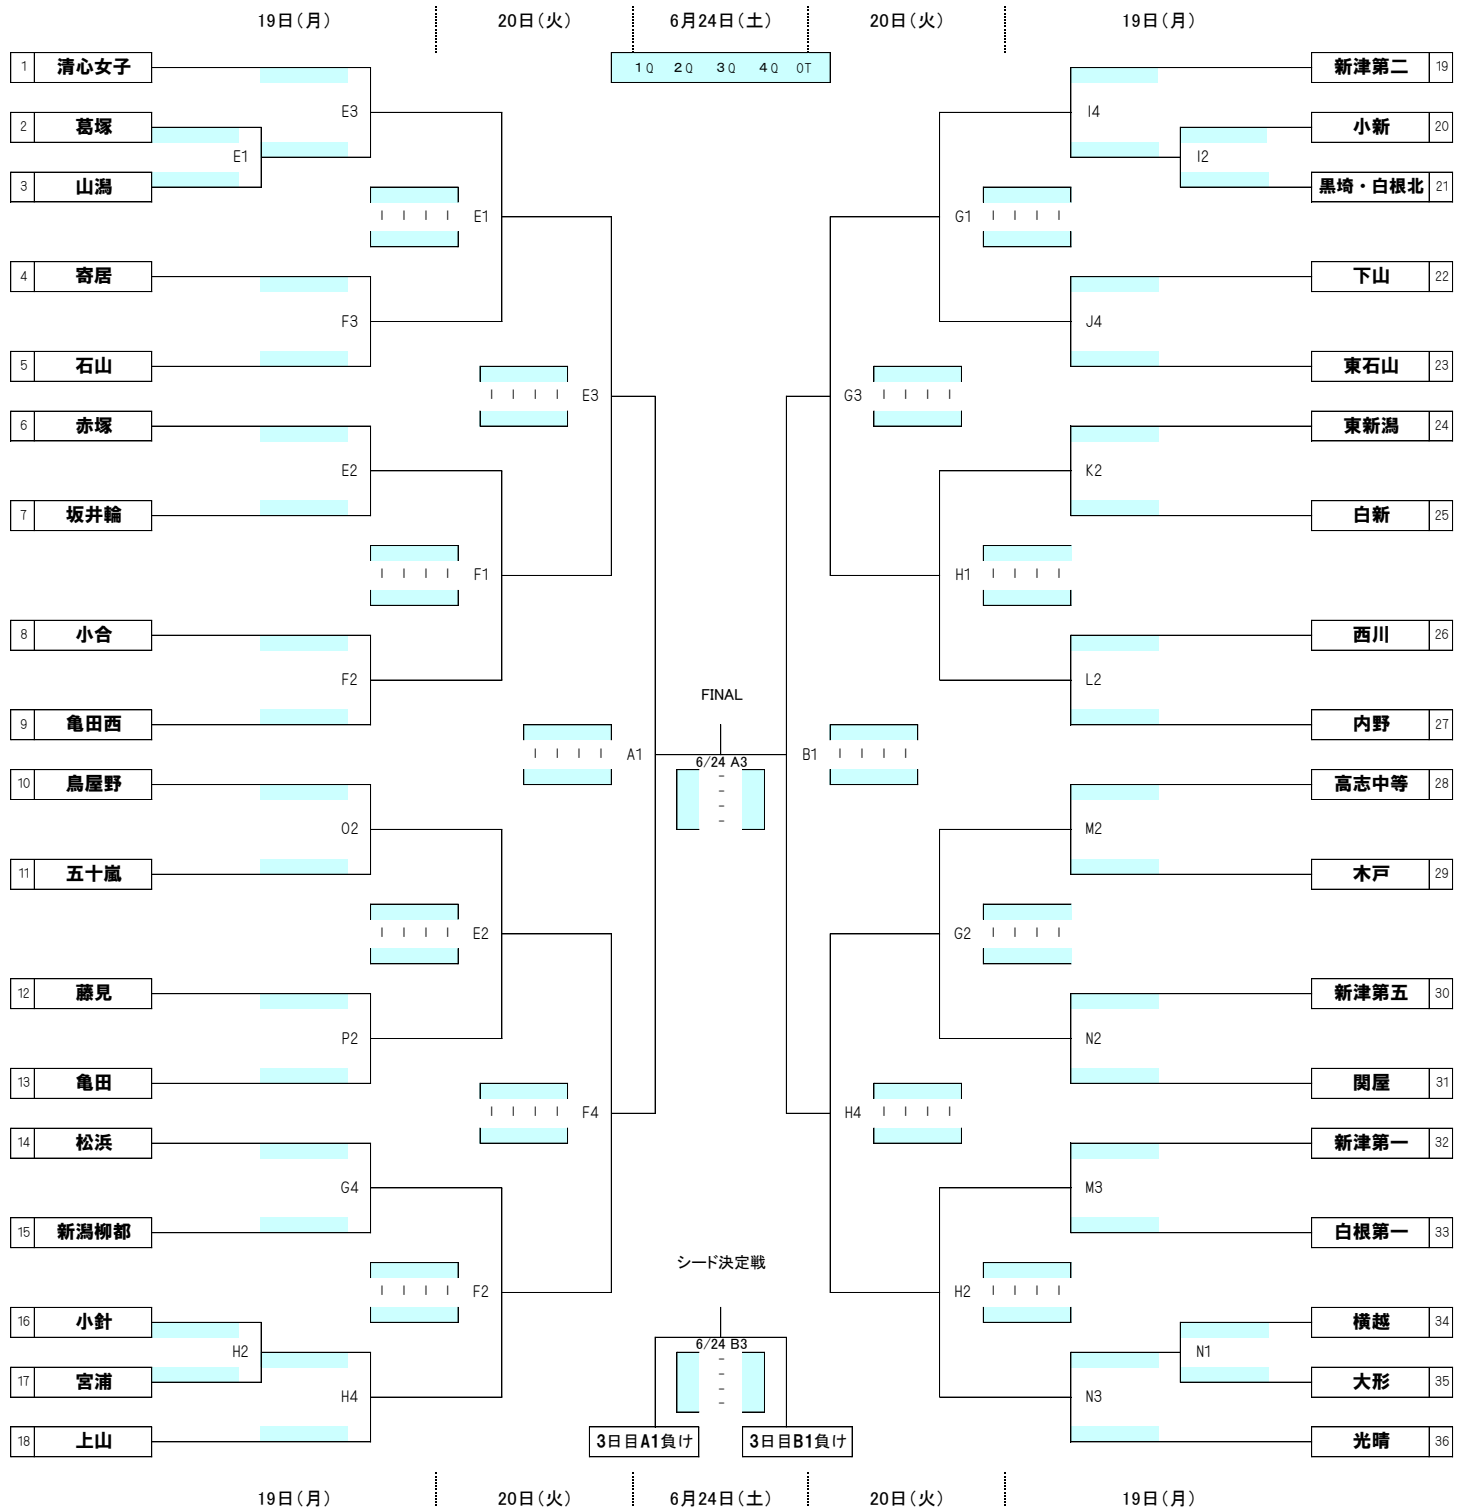 19日（月） 20日（火） 6月24日（土） 20日（火） 19日（月）
1Q 2Q 3Q 4Q OT
1 清心女子
E3
2 葛塚
E1
3 山潟
E1
4 寄居
F3
5 石山
E3
6 赤塚
E2
7 坂井輪
F1
8 小合
F2
9 亀田西
A1
10 鳥屋野
O2
11 五十嵐
E2
12 藤見
P2
13 亀田
F4
14 松浜
G4
15 新潟柳都
F2
16 小針
H2
17 宮浦
H4
18 上山
FINAL
6/24 A3
-
-
-
-
シード決定戦
6/24 B3
-
-
-
-
3日目A1負け 3日目B1負け
新津第二 19
I4
小新 20
I2
黒埼・白根北 21
G1
下山 22
J4
東石山 23
G3
東新潟 24
K2
白新 25
H1
西川 26
L2
内野 27
B1
高志中等 28
M2
木戸 29
G2
新津第五 30
N2
関屋 31
H4
新津第一 32
M3
白根第一 33
H2
横越 34
N1
大形 35
N3
光晴 36
19日（月） 20日（火） 6月24日（土） 20日（火） 19日（月）